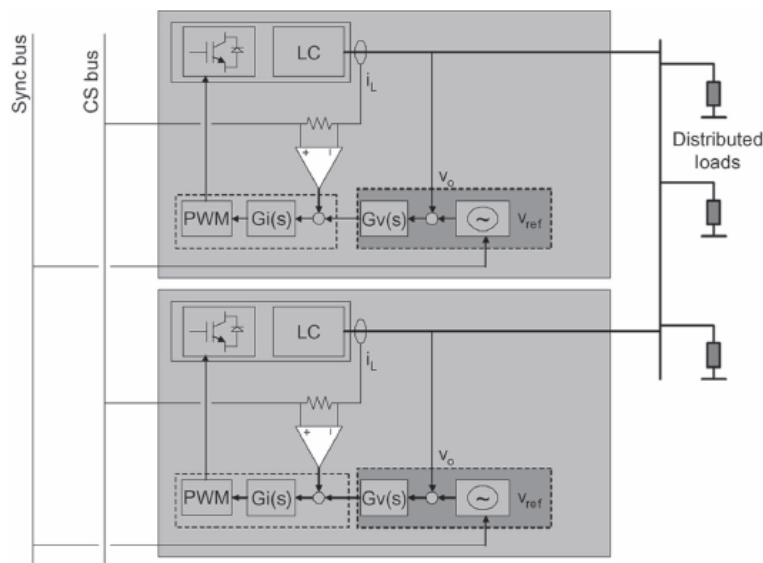 Sync bus
CS bus
LC
i_L
+ −
Distributed
loads
v_o
PWM
Gi(s)
Gv(s)
~
v_ref
LC
i_L
+ −
v_o
PWM
Gi(s)
Gv(s)
~
v_ref